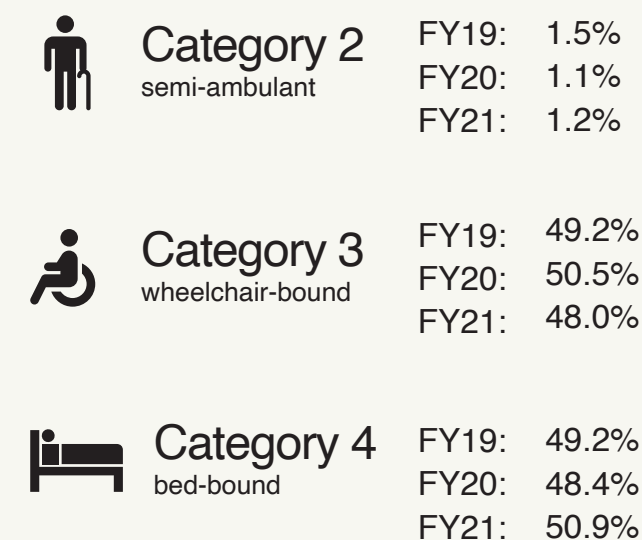 Category 2
semi-ambulant
FY19: 1.5%
FY20: 1.1%
FY21: 1.2%
Category 3
wheelchair-bound
FY19: 49.2%
FY20: 50.5%
FY21: 48.0%
Category 4
bed-bound
FY19: 49.2%
FY20: 48.4%
FY21: 50.9%